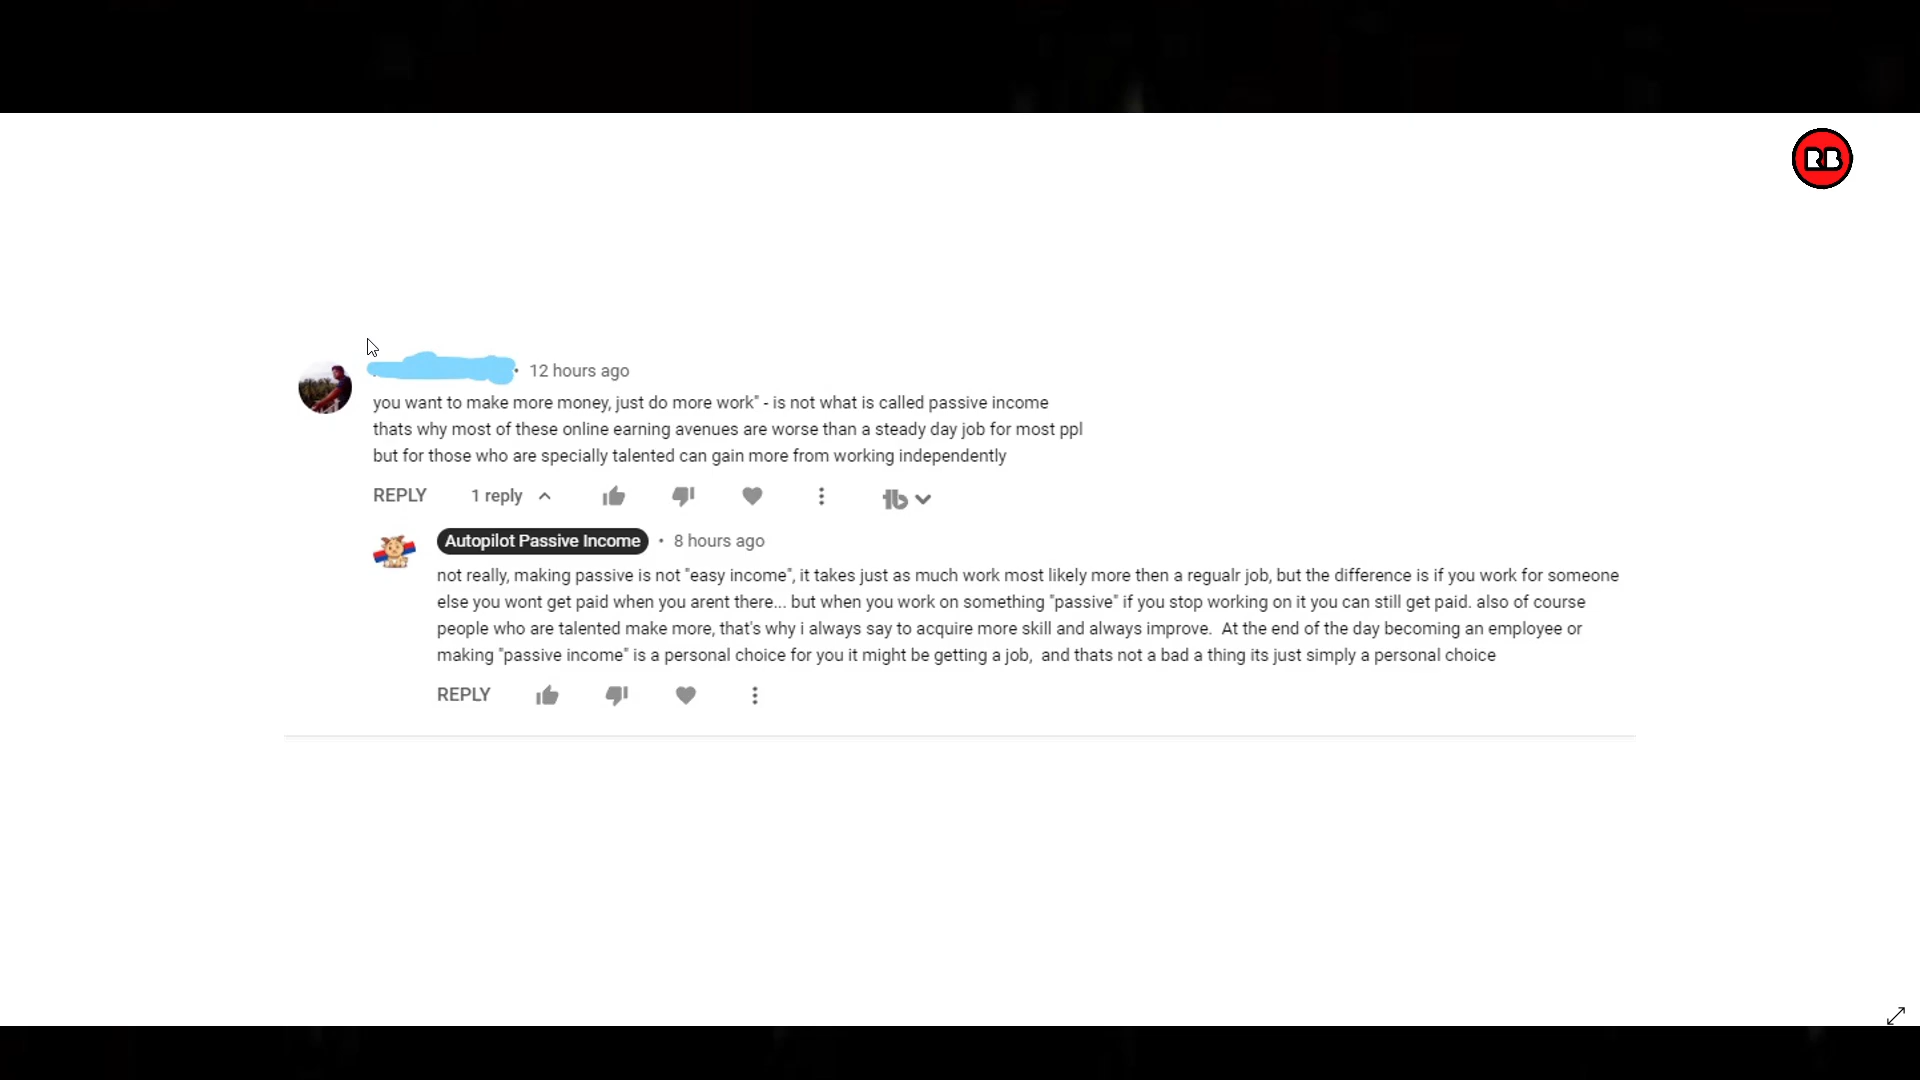 RB
12 hours ago
you want to make more money, just do more work" - is not what is called passive income
thats why most of these online earning avenues are worse than a steady day job for most ppl
but for those who are specially talented can gain more from working independently
REPLY 1 reply
Autopilot Passive Income • 8 hours ago
not really, making passive is not "easy income", it takes just as much work most likely more then a regualr job, but the difference is if you work for someone
else you wont get paid when you arent there... but when you work on something "passive" if you stop working on it you can still get paid. also of course
people who are talented make more, that's why i always say to acquire more skill and always improve. At the end of the day becoming an employee or
making "passive income" is a personal choice for you it might be getting a job, and thats not a bad a thing its just simply a personal choice
REPLY